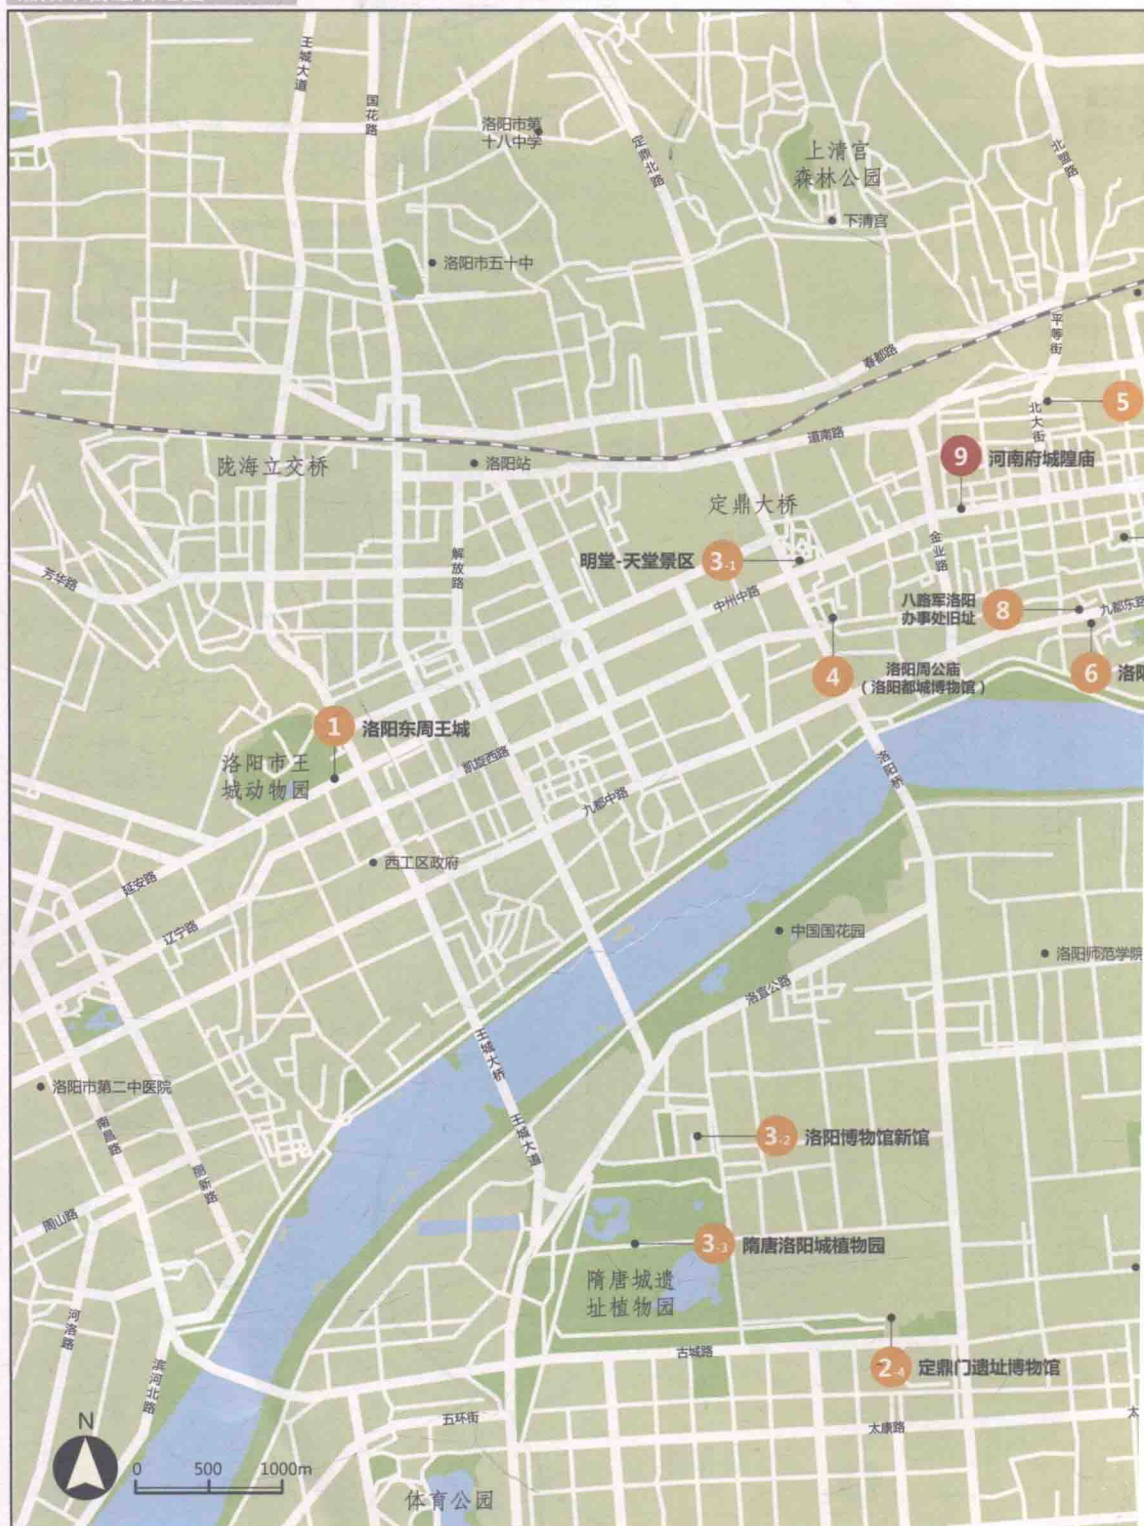 王城大道
国花路
洛阳市第
十八中学
定鼎北路
上清宫
森林公园
北盟路
下清宫
洛阳市五十中
平等街
春都路
5
北大街
道南路
9 河南府城隍庙
陇海立交桥
洛阳站
定鼎大桥
金业路
明堂-天堂景区 3-1
解放路
芳华路
中州中路
八路军洛阳
办事处旧址 8
九都东路
4 洛阳周公庙
(洛阳都城博物馆)
6 洛阳
1 洛阳东周王城
洛阳市王
城动物园
凯旋西路
洛阳桥
九都中路
西工区政府
延安路
辽宁路
中国国花园
洛阳师范学院
洛宜公路
王城大桥
洛阳市第二中医院
南昌路
王城大道
3-2 洛阳博物馆新馆
丽新路
周山路
3-3 隋唐洛阳城植物园
隋唐城遗
址植物园
河洛路
古城路
2-4 定鼎门遗址博物馆
滨河北路
五环街
太康路
太
N
0 500 1000m
体育公园